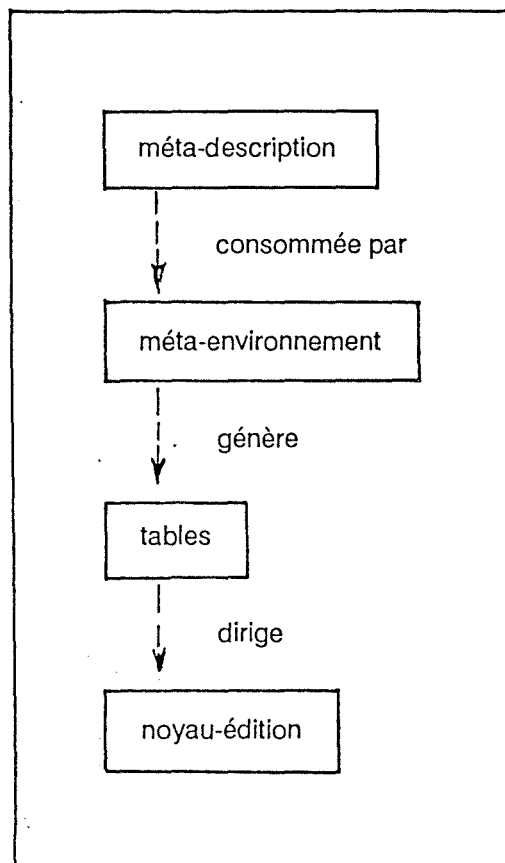 méta-description
consommée par
méta-environnement
génère
tables
dirige
noyau-édition